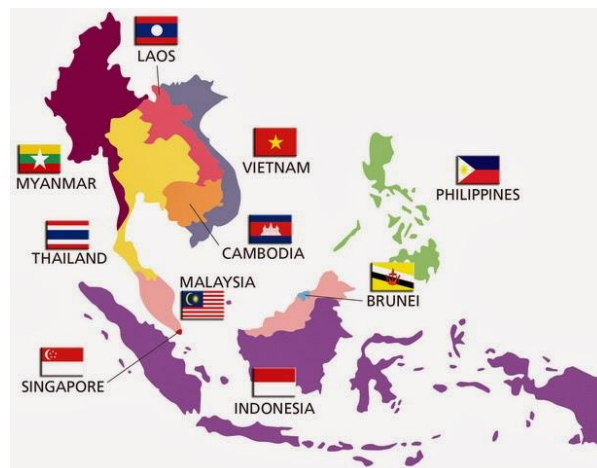 LAOS
VIETNAM
MYANMAR
PHILIPPINES
THAILAND
CAMBODIA
MALAYSIA
BRUNEI
SINGAPORE
INDONESIA